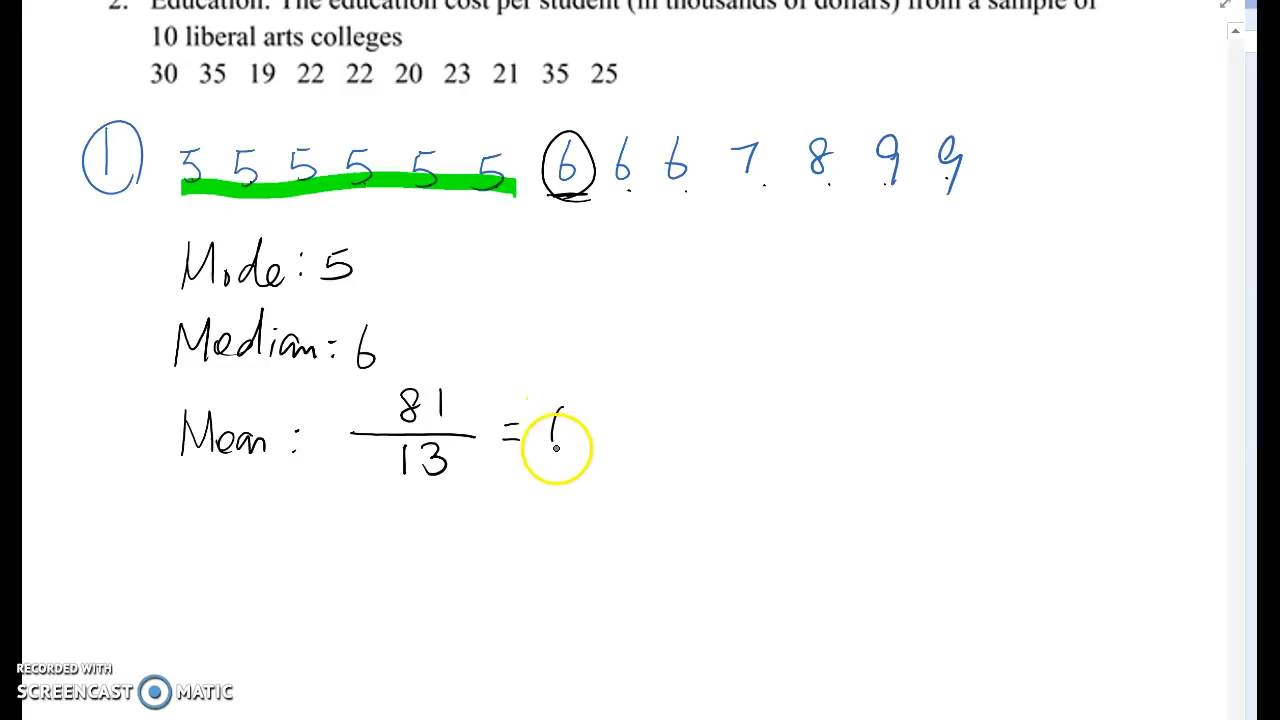 2. Education: The education cost per student (in thousands of dollars) from a sample of
10 liberal arts colleges
30 35 19 22 22 20 23 21 35 25
1 5 5 5 5 5 5 6 6 6 7 8 9 9
Mode: 5
Median: 6
81
Mean: =
13
RECORDED WITH
SCREENCAST MATIC